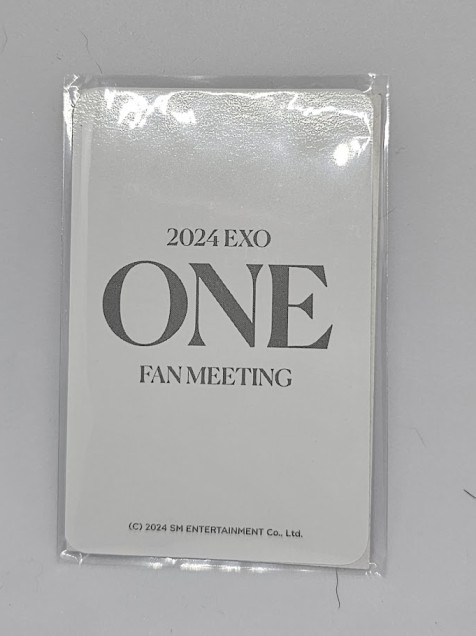 2024 EXO
ONE
FAN MEETING
(C) 2024 SM ENTERTAINMENT Co., Ltd.